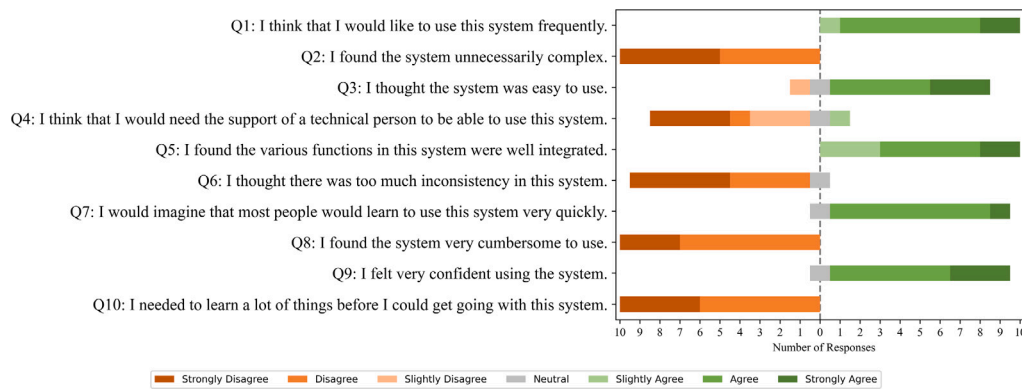 Q1: I think that I would like to use this system frequently.
Q2: I found the system unnecessarily complex.
Q3: I thought the system was easy to use.
Q4: I think that I would need the support of a technical person to be able to use this system.
Q5: I found the various functions in this system were well integrated.
Q6: I thought there was too much inconsistency in this system.
Q7: I would imagine that most people would learn to use this system very quickly.
Q8: I found the system very cumbersome to use.
Q9: I felt very confident using the system.
Q10: I needed to learn a lot of things before I could get going with this system.
10 9 8 7 6 5 4 3 2 1 0 1 2 3 4 5 6 7 8 9 10
Number of Responses
Strongly Disagree Disagree Slightly Disagree Neutral Slightly Agree Agree Strongly Agree